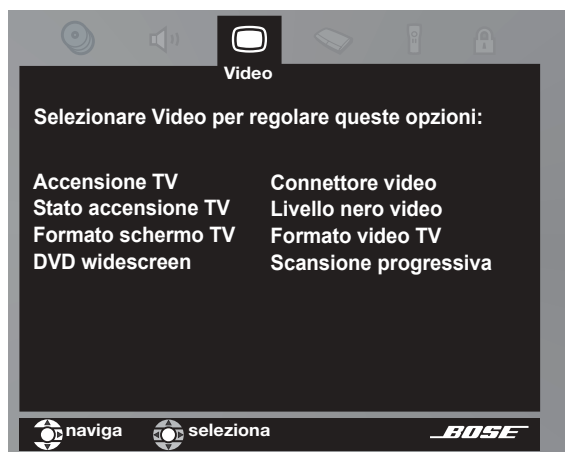 Video
Selezionare Video per regolare queste opzioni:
Accensione TV
Stato accensione TV
Formato schermo TV
DVD widescreen
Connettore video
Livello nero video
Formato video TV
Scansione progressiva
naviga
seleziona
BOSE